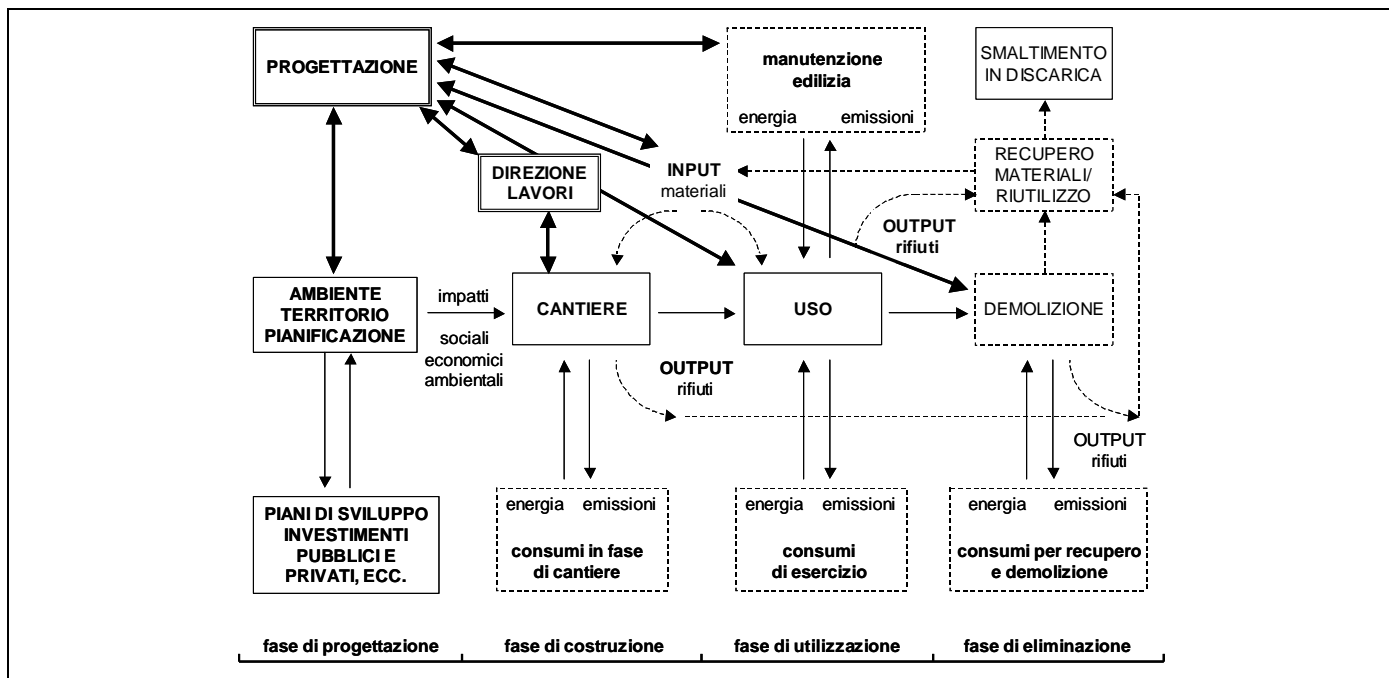 PROGETTAZIONE
manutenzione
edilizia
energia emissioni
SMALTIMENTO
IN DISCARICA
DIREZIONE
LAVORI
INPUT
materiali
RECUPERO
MATERIALI/
RIUTILIZZO
OUTPUT
rifiuti
AMBIENTE
TERRITORIO
PIANIFICAZIONE
impatti
sociali
economici
ambientali
CANTIERE
USO
DEMOLIZIONE
OUTPUT
rifiuti
OUTPUT
rifiuti
PIANI DI SVILUPPO
INVESTIMENTI
PUBBLICI E
PRIVATI, ECC.
energia emissioni
consumi in fase
di cantiere
energia emissioni
consumi
di esercizio
energia emissioni
consumi per recupero
e demolizione
fase di progettazione fase di costruzione fase di utilizzazione fase di eliminazione